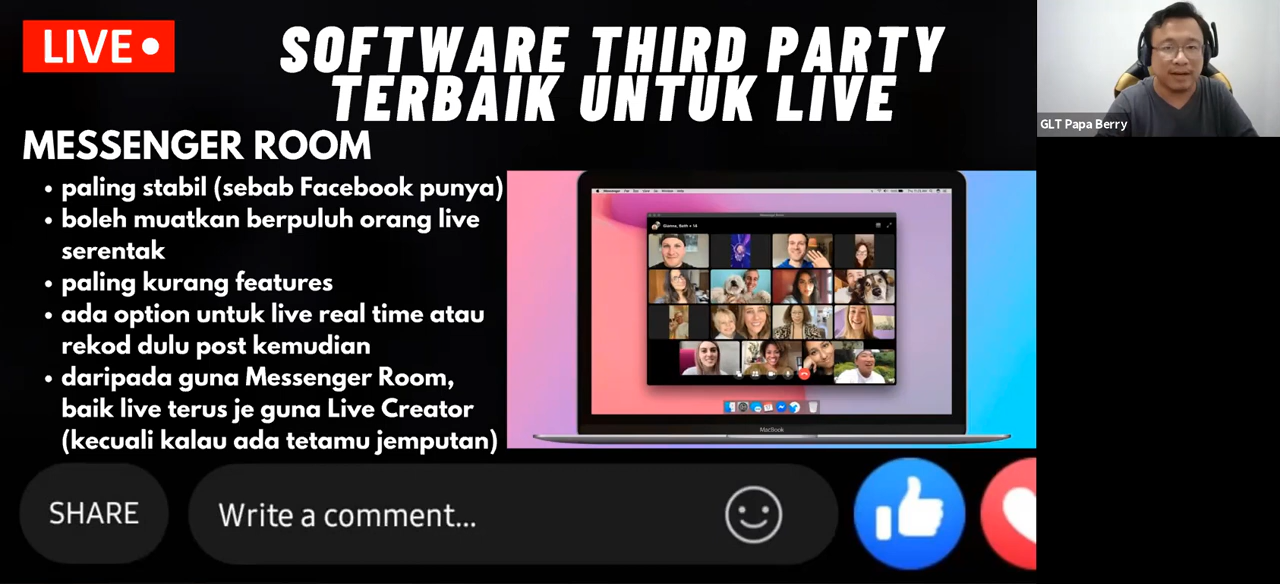 LIVE
SOFTWARE THIRD PARTY
TERBAIK UNTUK LIVE
GLT Papa Berry
MESSENGER ROOM
• paling stabil (sebab Facebook punya)
• boleh muatkan berpuluh orang live
serentak
• paling kurang features
• ada option untuk live real time atau
rekod dulu post kemudian
• daripada guna Messenger Room,
baik live terus je guna Live Creator
(kecuali kalau ada tetamu jemputan)
MacBook
SHARE
Write a comment...